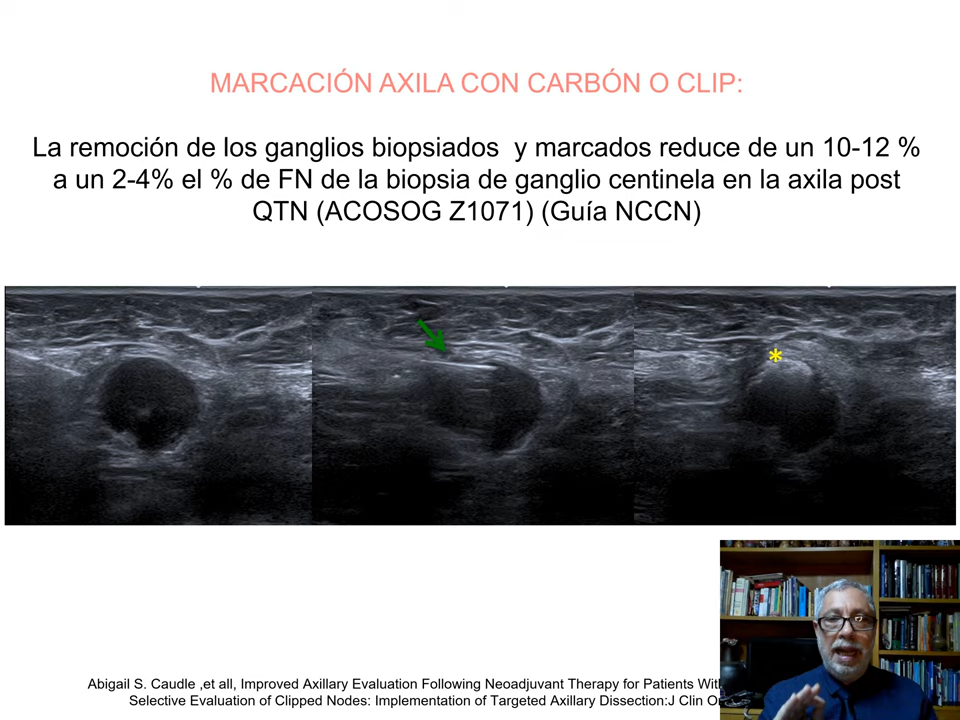 MARCACIÓN AXILA CON CARBÓN O CLIP:
La remoción de los ganglios biopsiados y marcados reduce de un 10-12 %
a un 2-4% el % de FN de la biopsia de ganglio centinela en la axila post
QTN (ACOSOG Z1071) (Guía NCCN)
*
Abigail S. Caudle ,et all, Improved Axillary Evaluation Following Neoadjuvant Therapy for Patients
Selective Evaluation of Clipped Nodes: Implementation of Targeted Axillary Dissection:J Clin